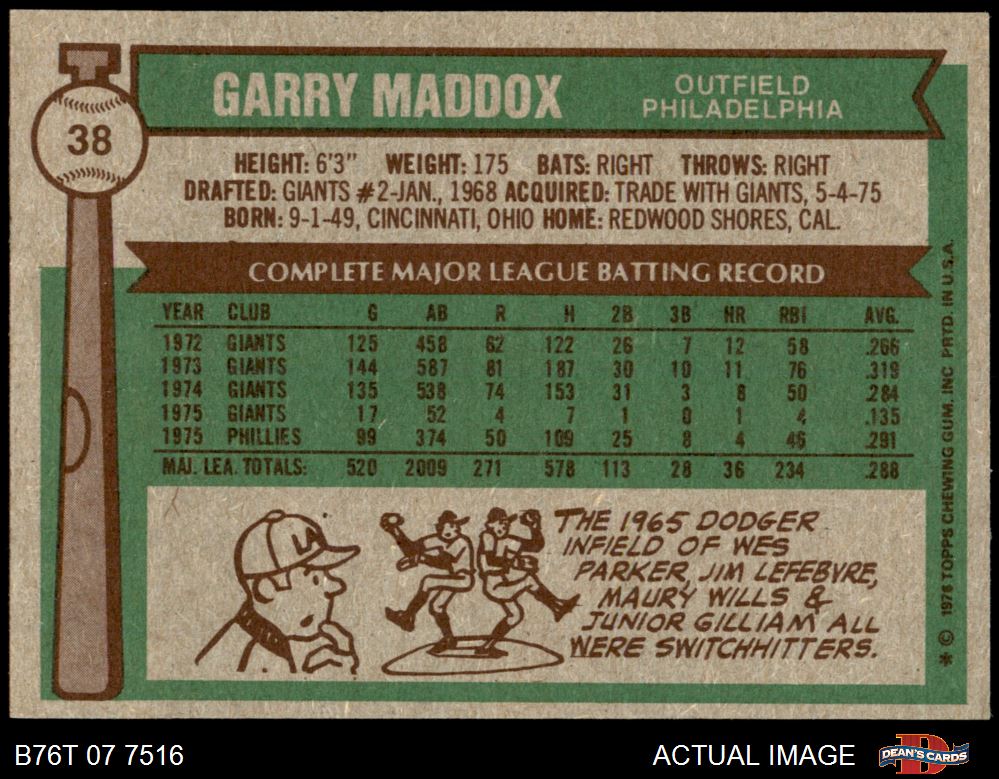 38
GARRY MADDOX
OUTFIELD
PHILADELPHIA
HEIGHT: 6'3" WEIGHT: 175 BATS: RIGHT THROWS: RIGHT
DRAFTED: GIANTS #2-JAN., 1968 ACQUIRED: TRADE WITH GIANTS, 5-4-75
BORN: 9-1-49, CINCINNATI, OHIO HOME: REDWOOD SHORES, CAL.
COMPLETE MAJOR LEAGUE BATTING RECORD
YEAR CLUB G AB R H 2B 3B HR RBI AVG.
1972 GIANTS 125 458 62 122 26 7 12 58 .266
1973 GIANTS 144 587 81 187 30 10 11 76 .319
1974 GIANTS 135 538 74 153 31 3 8 50 .284
1975 GIANTS 17 52 4 7 1 0 1 4 .135
1975 PHILLIES 99 374 50 109 25 8 4 46 .291
MAJ. LEA. TOTALS: 520 2009 271 578 113 28 36 234 .288
LA
THE 1965 DODGER
INFIELD OF WES
PARKER, JIM LEFEBVRE,
MAURY WILLS &
JUNIOR GILLIAM ALL
WERE SWITCHHITTERS.
* © 1976 TOPPS CHEWING GUM, INC PRTD. IN U.S.A.
B76T 07 7516
ACTUAL IMAGE
D
DEAN'S CARDS